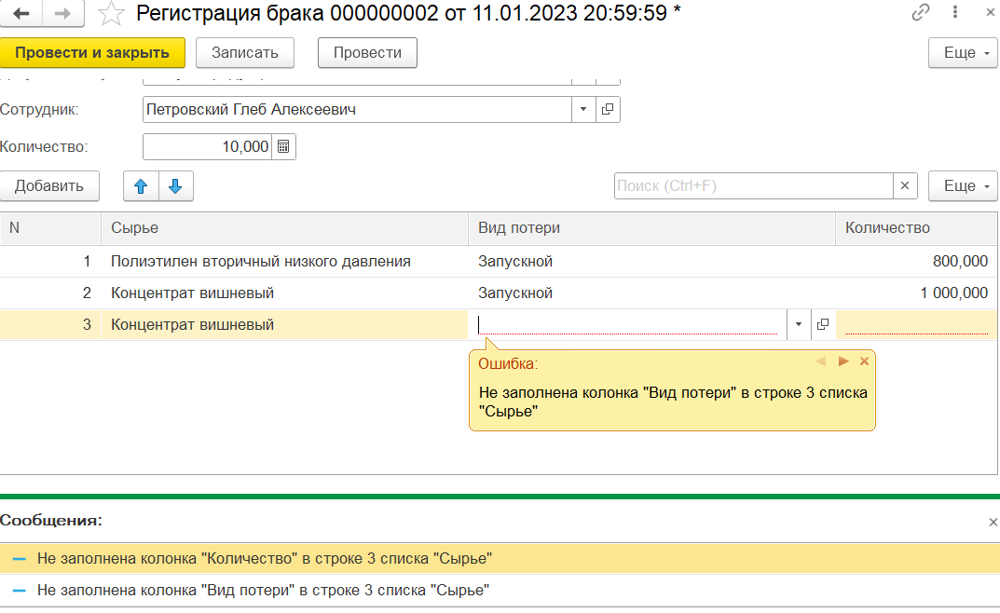 Регистрация брака 000000002 от 11.01.2023 20:59:59 *
Провести и закрыть
Записать
Провести
Еще
Сотрудник:
Петровский Глеб Алексеевич
Количество:
10,000
Добавить
Поиск (Ctrl+F)
Еще
N Сырье Вид потери Количество
1 Полиэтилен вторичный низкого давления Запускной 800,000
2 Концентрат вишневый Запускной 1 000,000
3 Концентрат вишневый
Ошибка:
Не заполнена колонка "Вид потери" в строке 3 списка
"Сырье"
Сообщения:
Не заполнена колонка "Количество" в строке 3 списка "Сырье"
Не заполнена колонка "Вид потери" в строке 3 списка "Сырье"